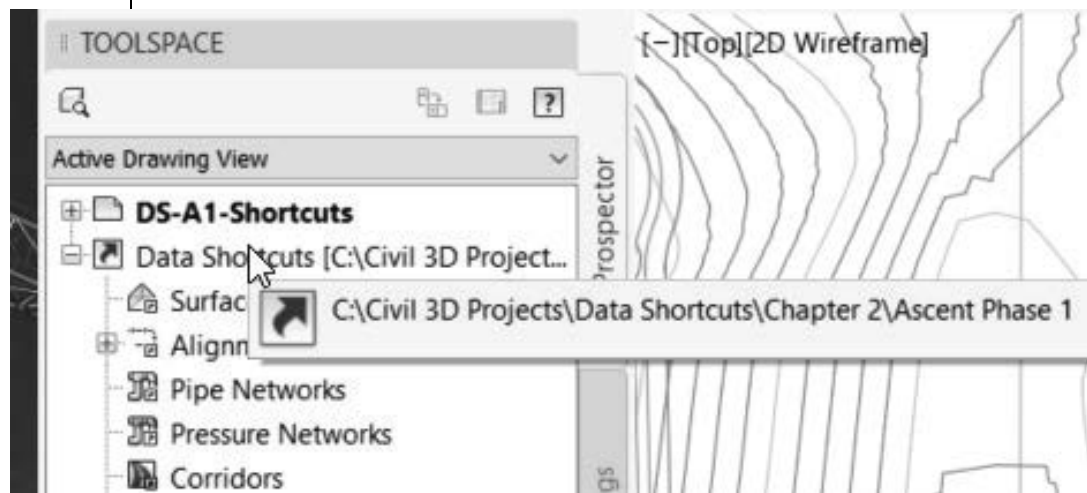 TOOLSPACE
[−][Top][2D Wireframe]
?
Active Drawing View
Prospector
DS-A1-Shortcuts
Data Shortcuts [C:\Civil 3D Project...
C:\Civil 3D Projects\Data Shortcuts\Chapter 2\Ascent Phase 1
Surfac
Alignm
Pipe Networks
Pressure Networks
Corridors
gs